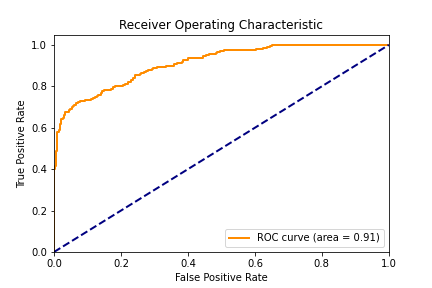 Receiver Operating Characteristic
True Positive Rate
1.0
0.8
0.6
0.4
0.2
0.0
ROC curve (area = 0.91)
0.0 0.2 0.4 0.6 0.8 1.0
False Positive Rate